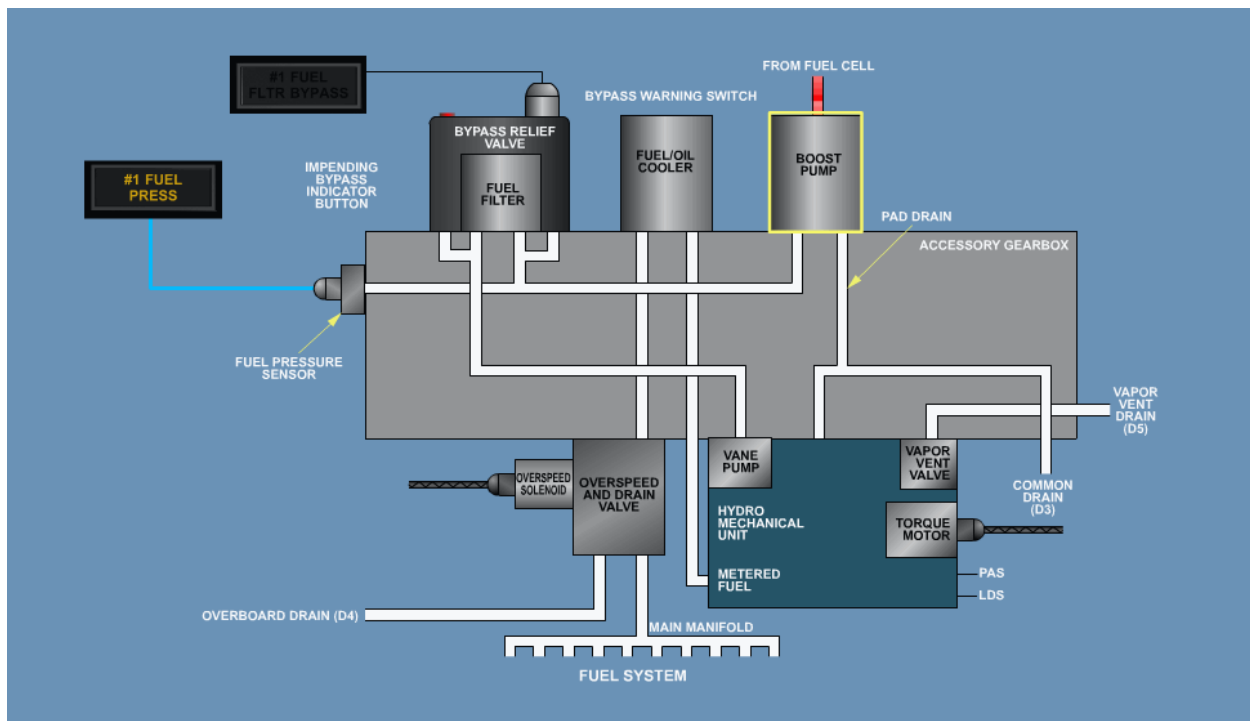 #1 FUEL
FLTR BYPASS
FROM FUEL CELL
BYPASS WARNING SWITCH
BYPASS RELIEF
VALVE
FUEL
FILTER
FUEL/OIL
COOLER
BOOST
PUMP
IMPENDING
BYPASS
INDICATOR
BUTTON
#1 FUEL
PRESS
PAD DRAIN
ACCESSORY GEARBOX
FUEL PRESSURE
SENSOR
VAPOR
VENT
DRAIN
(D5)
VANE
PUMP
VAPOR
VENT
VALVE
OVERSPEED
SOLENOID
OVERSPEED
AND DRAIN
VALVE
COMMON
DRAIN
(D3)
HYDRO
MECHANICAL
UNIT
TORQUE
MOTOR
METERED
FUEL
PAS
LDS
OVERBOARD DRAIN (D4)
MAIN MANIFOLD
FUEL SYSTEM